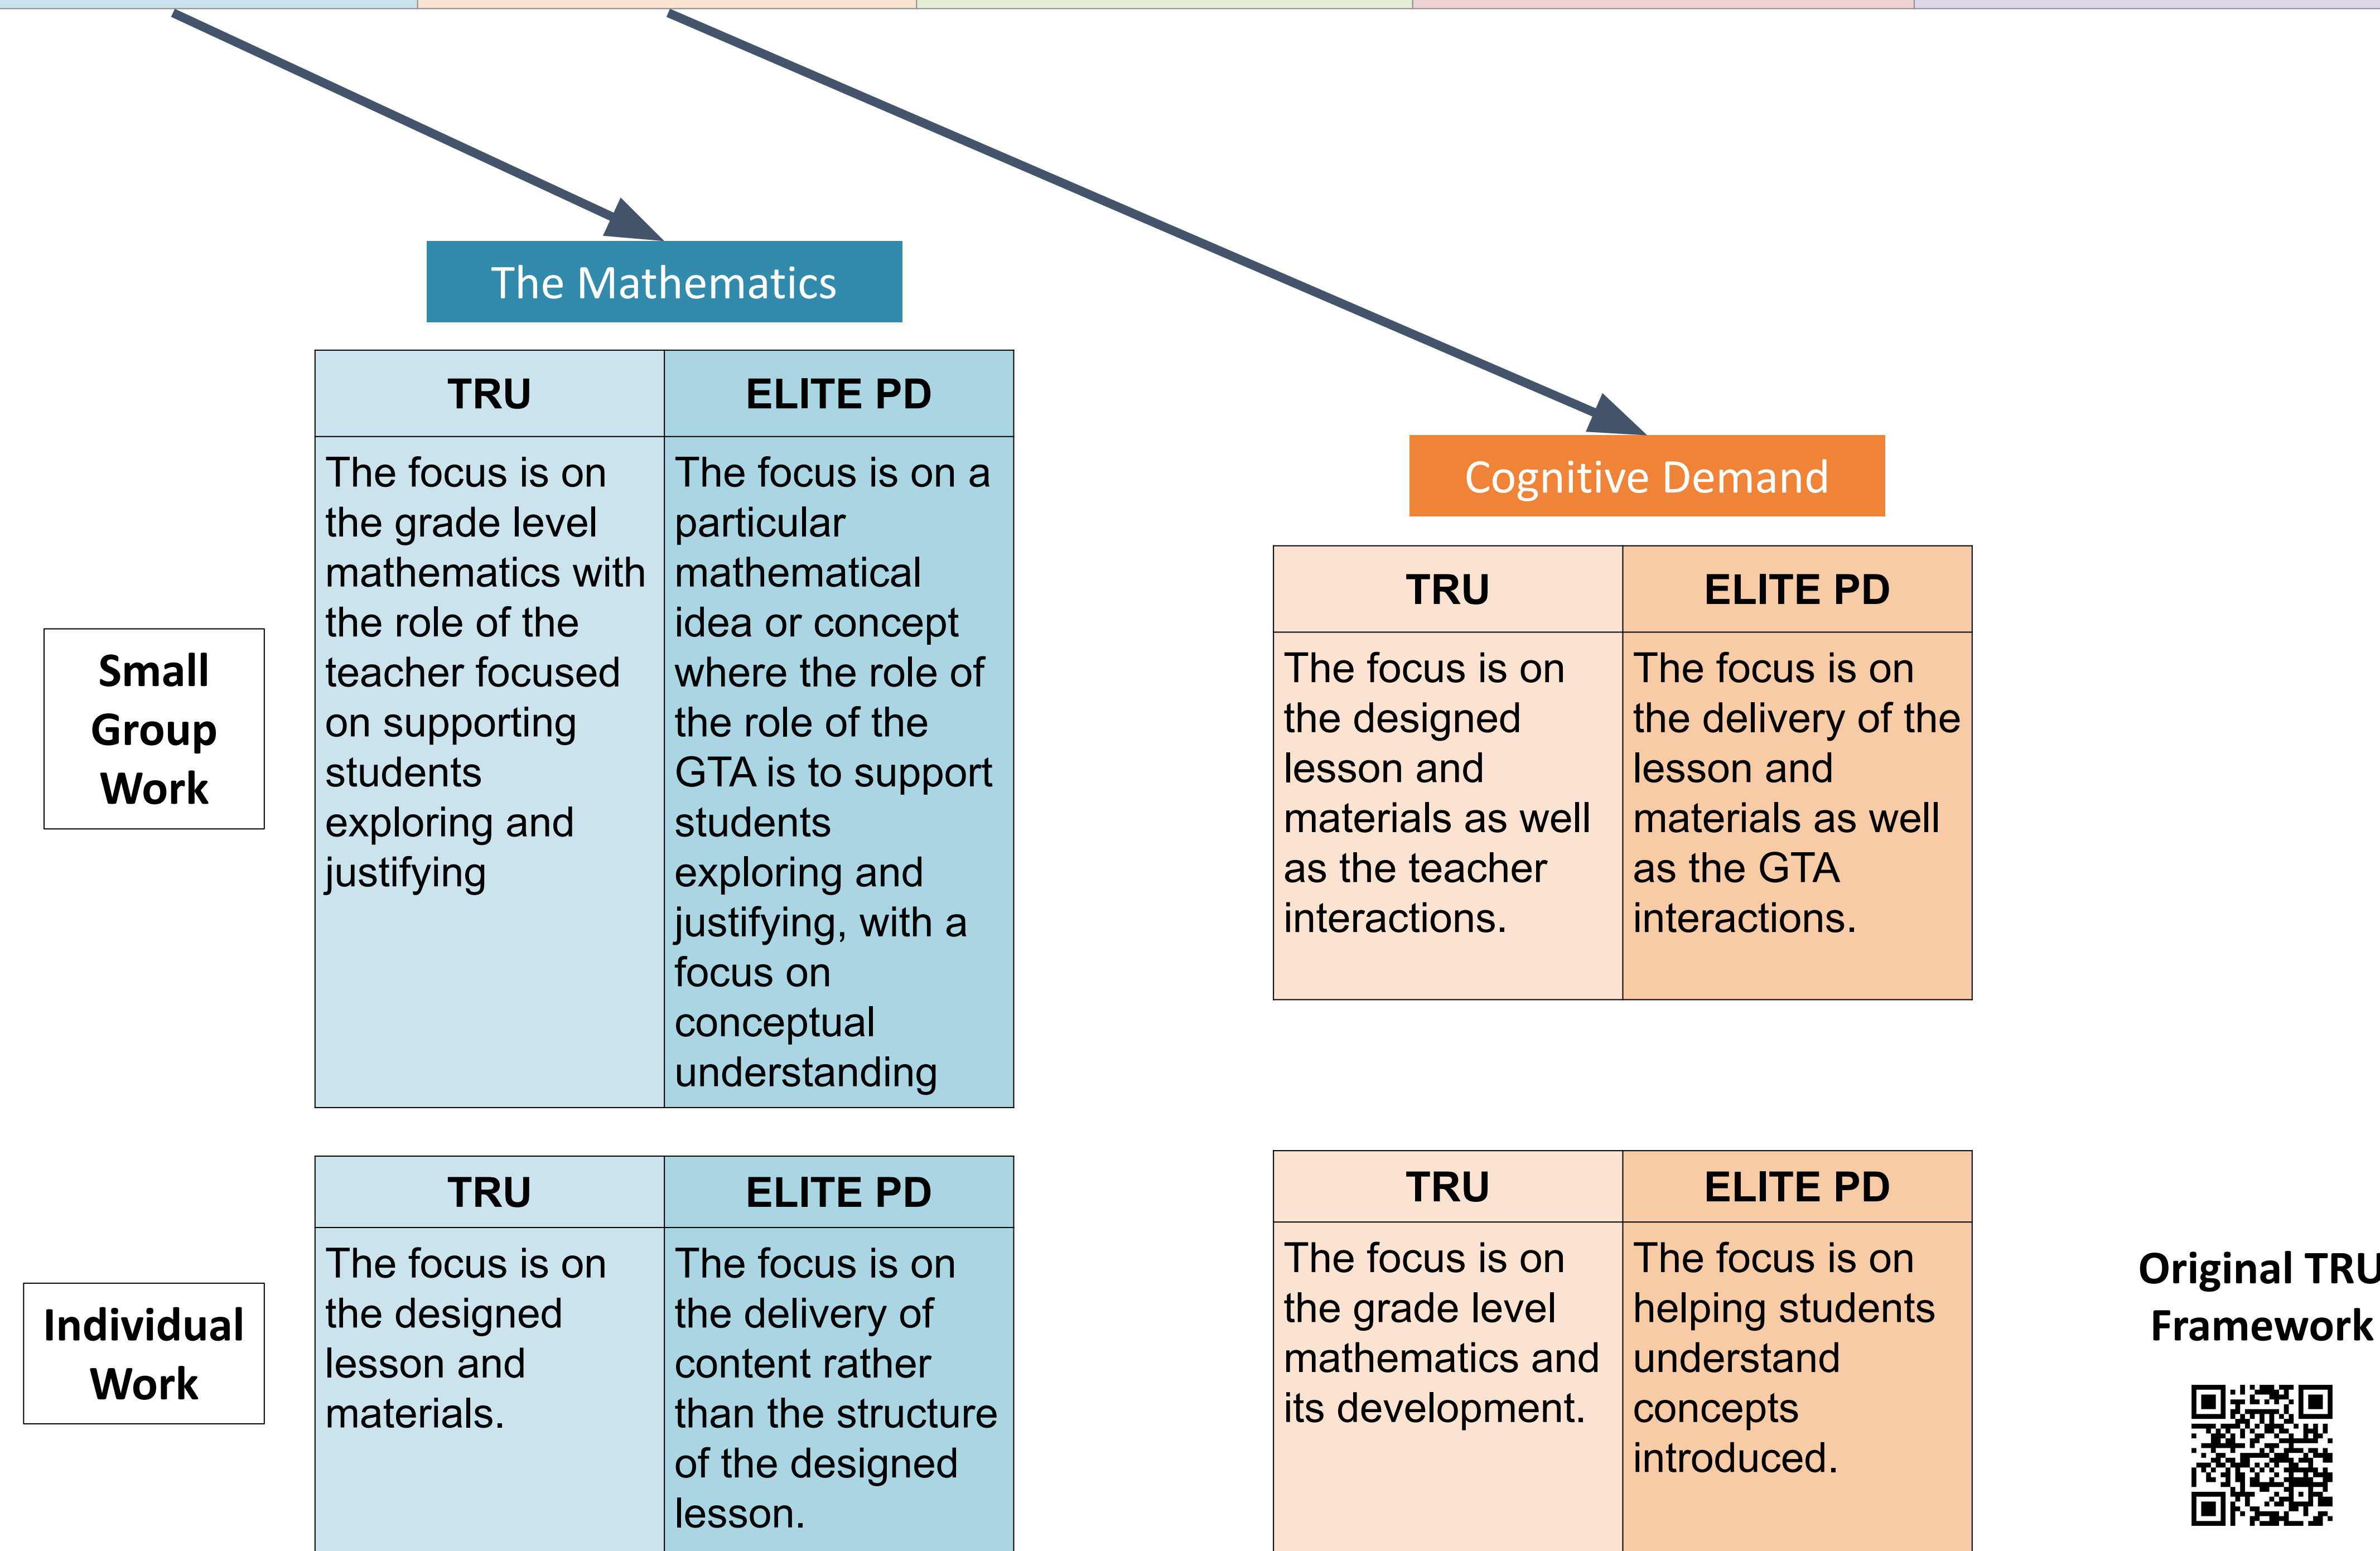 The Mathematics
TRU
ELITE PD
The focus is on
the grade level
mathematics with
the role of the
teacher focused
on supporting
students
exploring and
justifying
The focus is on a
particular
mathematical
idea or concept
where the role of
the role of the
GTA is to support
students
exploring and
justifying, with a
focus on
conceptual
understanding
Cognitive Demand
TRU
ELITE PD
The focus is on
the designed
lesson and
materials as well
as the teacher
interactions.
The focus is on
the delivery of the
lesson and
materials as well
as the GTA
interactions.
Small
Group
Work
TRU
ELITE PD
The focus is on
the designed
lesson and
materials.
The focus is on
the delivery of
content rather
than the structure
of the designed
lesson.
TRU
ELITE PD
The focus is on
the grade level
mathematics and
its development.
The focus is on
helping students
understand
concepts
introduced.
Individual
Work
Original TRU
Framework